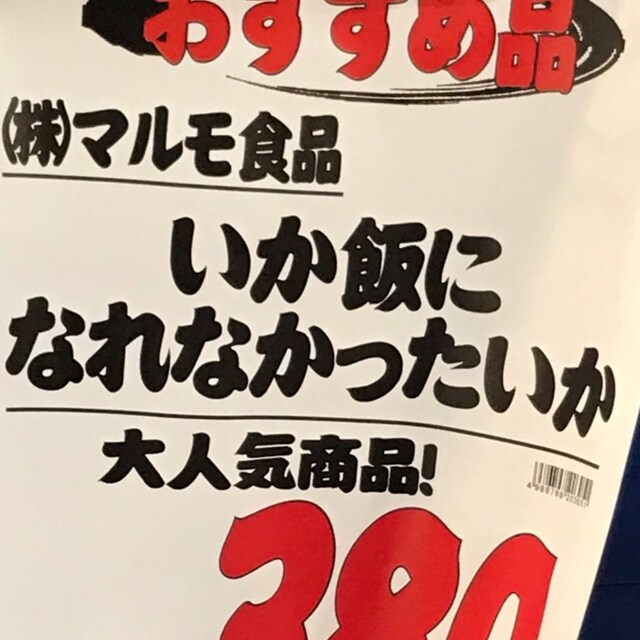 おすすめ品
㈱マルモ食品
いか飯に
なれなかったいか
大人気商品!
380